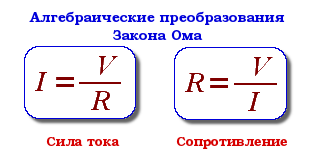 Алгебраические преобразования
Закона Ома
I = V / R
R = V / I
Сила тока
Сопротивление